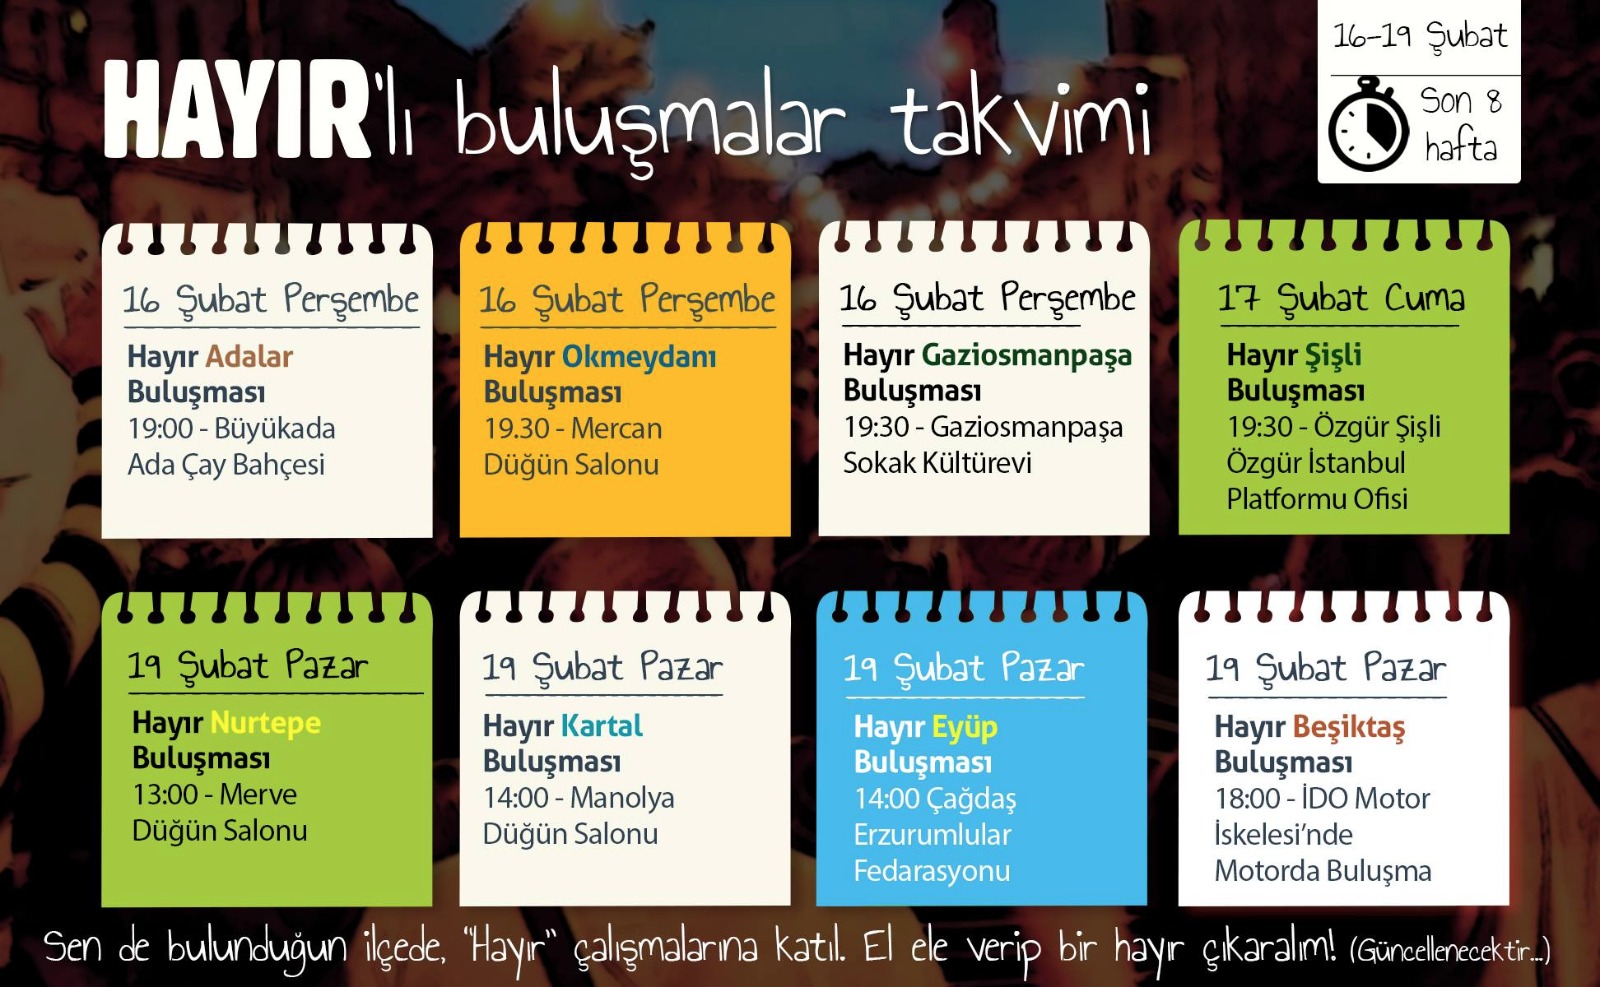 HAYIR'lı buluşmalar takvimi
16-19 Şubat
Son 8
hafta
16 Şubat Perşembe
Hayır Adalar
Buluşması
19:00 - Büyükada
Ada Çay Bahçesi
16 Şubat Perşembe
Hayır Okmeydanı
Buluşması
19.30 - Mercan
Düğün Salonu
16 Şubat Perşembe
Hayır Gaziosmanpaşa
Buluşması
19:30 - Gaziosmanpaşa
Sokak Kültürevi
17 Şubat Cuma
Hayır Şişli
Buluşması
19:30 - Özgür Şişli
Özgür İstanbul
Platformu Ofisi
19 Şubat Pazar
Hayır Nurtepe
Buluşması
13:00 - Merve
Düğün Salonu
19 Şubat Pazar
Hayır Kartal
Buluşması
14:00 - Manolya
Düğün Salonu
19 Şubat Pazar
Hayır Eyüp
Buluşması
14:00 Çağdaş
Erzurumlular
Fedarasyonu
19 Şubat Pazar
Hayır Beşiktaş
Buluşması
18:00 - İDO Motor
İskelesi'nde
Motorda Buluşma
Sen de bulunduğun ilçede, "Hayır" çalışmalarına katıl. El ele verip bir hayır çıkaralım! (Güncellenecektir...)